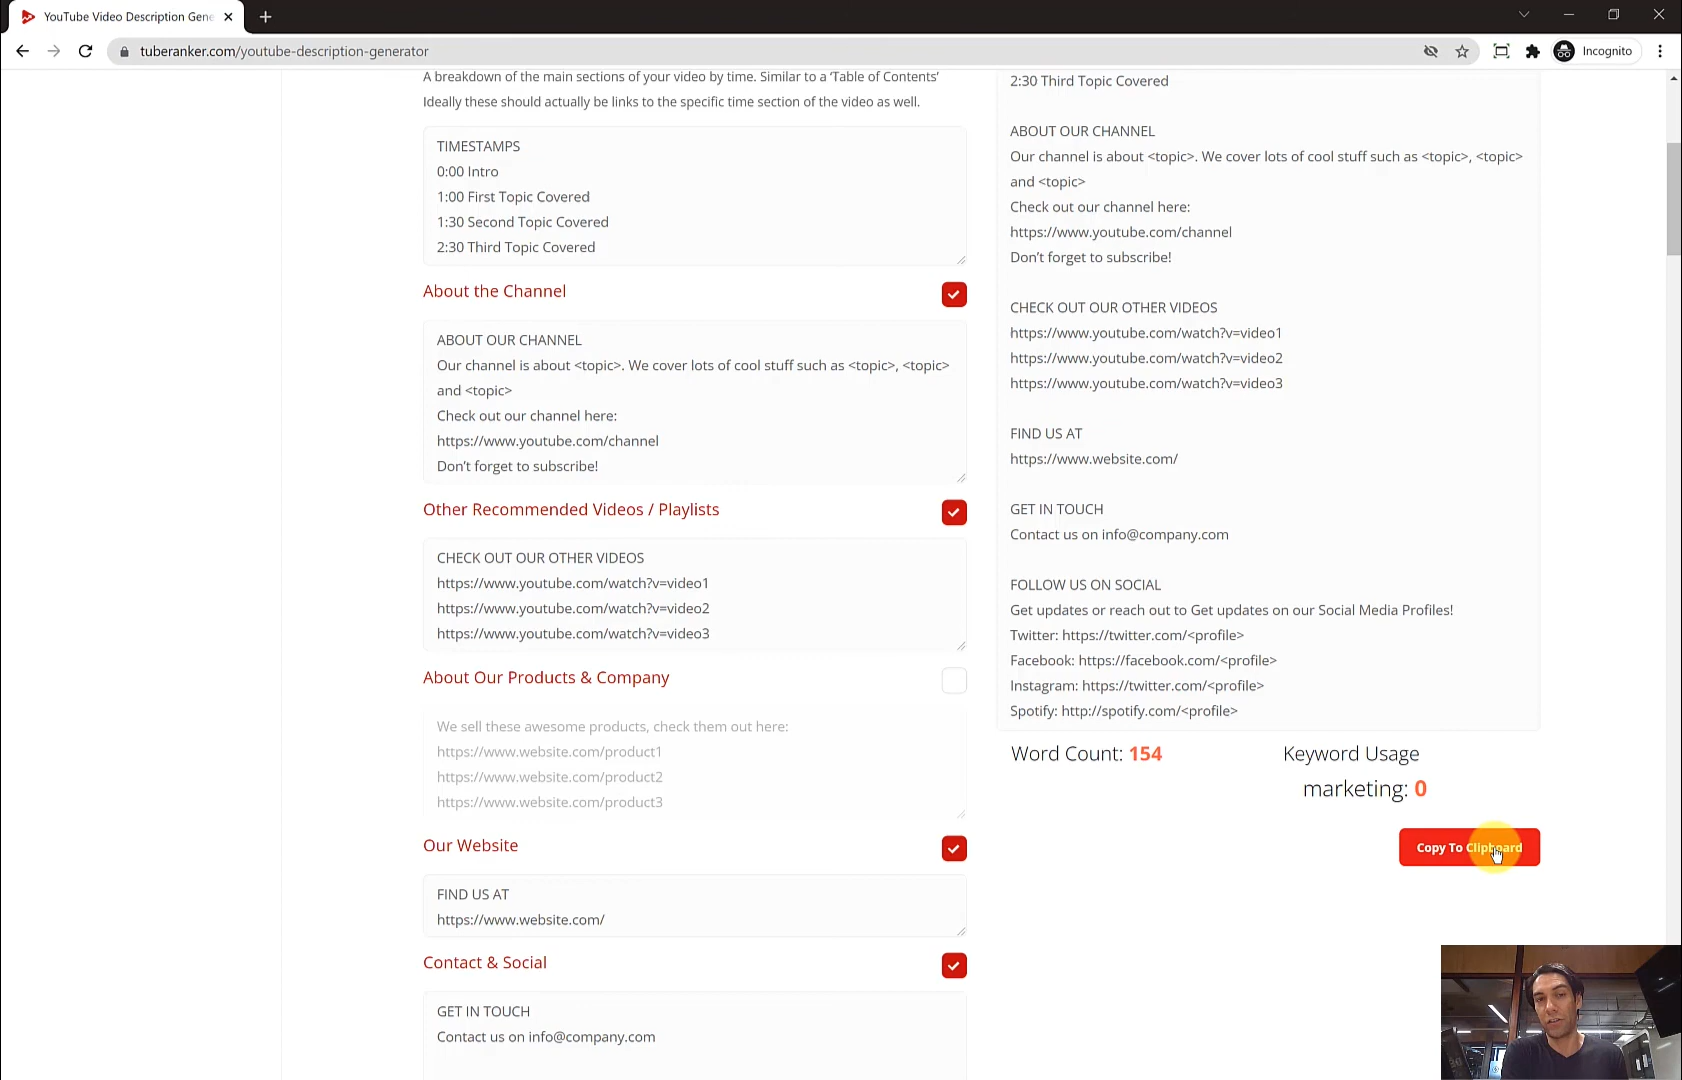 YouTube Video Description Gene
tuberanker.com/youtube-description-generator
Incognito
A breakdown of the main sections of your video by time. Similar to a ‘Table of Contents’
Ideally these should actually be links to the specific time section of the video as well.
TIMESTAMPS
0:00 Intro
1:00 First Topic Covered
1:30 Second Topic Covered
2:30 Third Topic Covered
About the Channel
ABOUT OUR CHANNEL
Our channel is about <topic>. We cover lots of cool stuff such as <topic>, <topic>
and <topic>
Check out our channel here:
https://www.youtube.com/channel
Don’t forget to subscribe!
Other Recommended Videos / Playlists
CHECK OUT OUR OTHER VIDEOS
https://www.youtube.com/watch?v=video1
https://www.youtube.com/watch?v=video2
https://www.youtube.com/watch?v=video3
About Our Products & Company
We sell these awesome products, check them out here:
https://www.website.com/product1
https://www.website.com/product2
https://www.website.com/product3
Our Website
FIND US AT
https://www.website.com/
Contact & Social
GET IN TOUCH
Contact us on info@company.com
2:30 Third Topic Covered
ABOUT OUR CHANNEL
Our channel is about <topic>. We cover lots of cool stuff such as <topic>, <topic>
and <topic>
Check out our channel here:
https://www.youtube.com/channel
Don’t forget to subscribe!
CHECK OUT OUR OTHER VIDEOS
https://www.youtube.com/watch?v=video1
https://www.youtube.com/watch?v=video2
https://www.youtube.com/watch?v=video3
FIND US AT
https://www.website.com/
GET IN TOUCH
Contact us on info@company.com
FOLLOW US ON SOCIAL
Get updates or reach out to Get updates on our Social Media Profiles!
Twitter: https://twitter.com/<profile>
Facebook: https://facebook.com/<profile>
Instagram: https://twitter.com/<profile>
Spotify: http://spotify.com/<profile>
Word Count: 154
Keyword Usage
marketing: 0
Copy To Clipboard